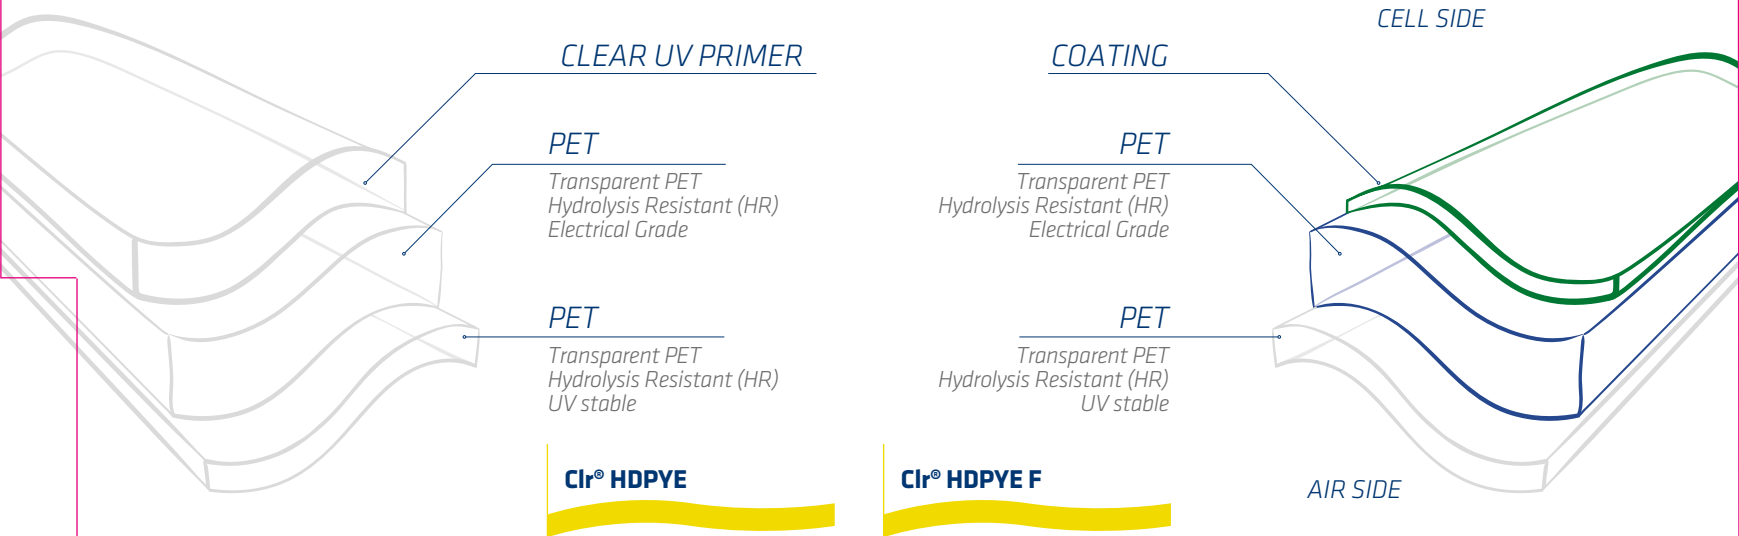 CELL SIDE
CLEAR UV PRIMER
PET
Transparent PET
Hydrolysis Resistant (HR)
Electrical Grade
PET
Transparent PET
Hydrolysis Resistant (HR)
UV stable
Clr® HDPYE
COATING
PET
Transparent PET
Hydrolysis Resistant (HR)
Electrical Grade
PET
Transparent PET
Hydrolysis Resistant (HR)
UV stable
Clr® HDPYE F
AIR SIDE